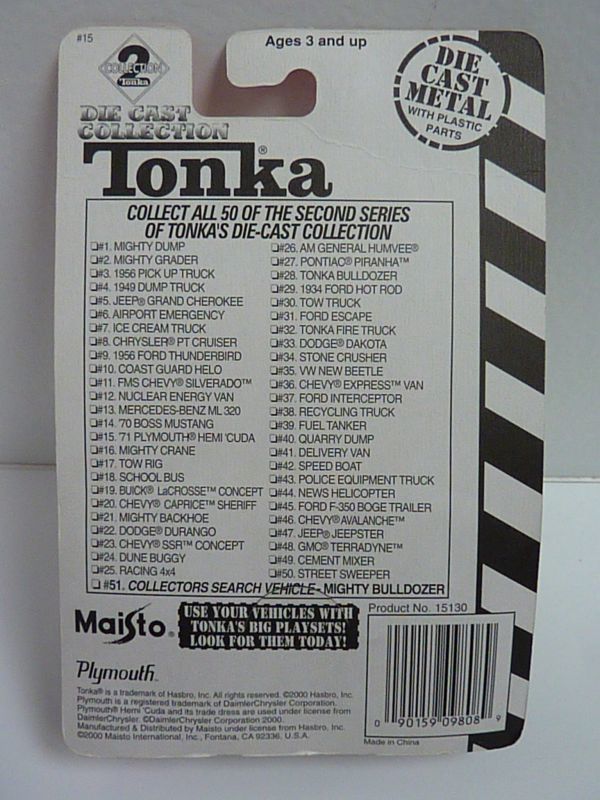 #15
COLLECTION
2
Tonka
Ages 3 and up
DIE
CAST
METAL
WITH PLASTIC
PARTS
DIE CAST
COLLECTION
Tonka®
COLLECT ALL 50 OF THE SECOND SERIES
OF TONKA'S DIE-CAST COLLECTION
❑#1. MIGHTY DUMP
❑#2. MIGHTY GRADER
❑#3. 1956 PICK UP TRUCK
❑#4. 1949 DUMP TRUCK
❑#5. JEEP® GRAND CHEROKEE
❑#6. AIRPORT EMERGENCY
❑#7. ICE CREAM TRUCK
❑#8. CHRYSLER® PT CRUISER
❑#9. 1956 FORD THUNDERBIRD
❑#10. COAST GUARD HELO
❑#11. FMS CHEVY® SILVERADO™
❑#12. NUCLEAR ENERGY VAN
❑#13. MERCEDES-BENZ ML 320
❑#14. '70 BOSS MUSTANG
❑#15. '71 PLYMOUTH® HEMI 'CUDA
❑#16. MIGHTY CRANE
❑#17. TOW RIG
❑#18. SCHOOL BUS
❑#19. BUICK® LaCROSSE™ CONCEPT
❑#20. CHEVY® CAPRICE™ SHERIFF
❑#21. MIGHTY BACKHOE
❑#22. DODGE® DURANGO
❑#23. CHEVY® SSR™ CONCEPT
❑#24. DUNE BUGGY
❑#25. RACING 4x4
❑#26. AM GENERAL HUMVEE®
❑#27. PONTIAC® PIRANHA™
❑#28. TONKA BULLDOZER
❑#29. 1934 FORD HOT ROD
❑#30. TOW TRUCK
❑#31. FORD ESCAPE
❑#32. TONKA FIRE TRUCK
❑#33. DODGE® DAKOTA
❑#34. STONE CRUSHER
❑#35. VW NEW BEETLE
❑#36. CHEVY® EXPRESS™ VAN
❑#37. FORD INTERCEPTOR
❑#38. RECYCLING TRUCK
❑#39. FUEL TANKER
❑#40. QUARRY DUMP
❑#41. DELIVERY VAN
❑#42. SPEED BOAT
❑#43. POLICE EQUIPMENT TRUCK
❑#44. NEWS HELICOPTER
❑#45. FORD F-350 BOGE TRAILER
❑#46. CHEVY® AVALANCHE™
❑#47. JEEP® JEEPSTER
❑#48. GMC® TERRADYNE™
❑#49. CEMENT MIXER
❑#50. STREET SWEEPER
❑ #51. COLLECTORS SEARCH VEHICLE - MIGHTY BULLDOZER
Maisto®
USE YOUR VEHICLES WITH
TONKA'S BIG PLAYSETS!
LOOK FOR THEM TODAY!
Product No. 15130
0 90159 09808 9
Made in China
Plymouth™
Tonka® is a trademark of Hasbro, Inc. All rights reserved. ©2000 Hasbro, Inc.
Plymouth is a registered trademark of DaimlerChrysler Corporation.
Plymouth® Hemi 'Cuda and its trade dress are used under license from
DaimlerChrysler. ©DaimlerChrysler Corporation 2000.
Manufactured & Distributed by Maisto under license from Hasbro, Inc.
©2000 Maisto International, Inc., Fontana, CA 92336, U.S.A.